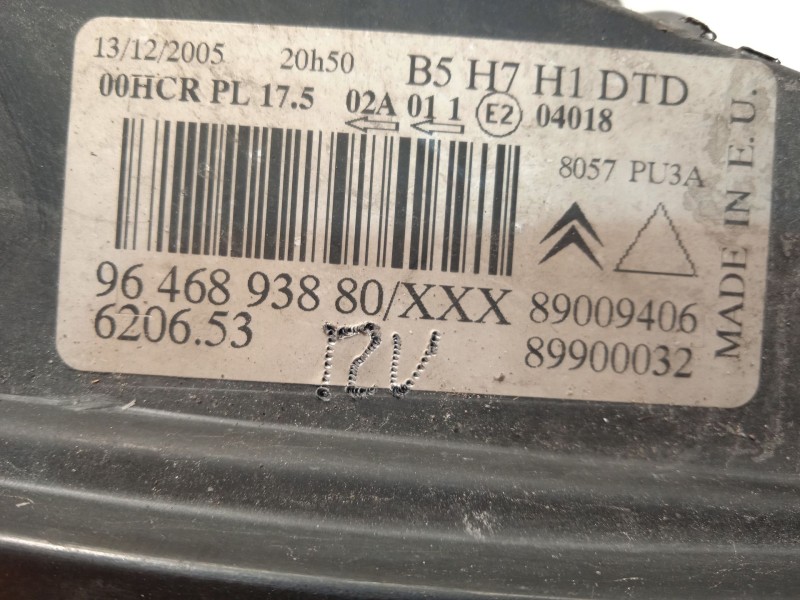 13/12/2005 20h50 B5 H7 H1 DTD
00HCR PL 17.5 02A 01 1 E2 04018
8057 PU3A
96 468 938 80/XXX 89009406
6206.53 89900032
12V
MADE IN E.U.